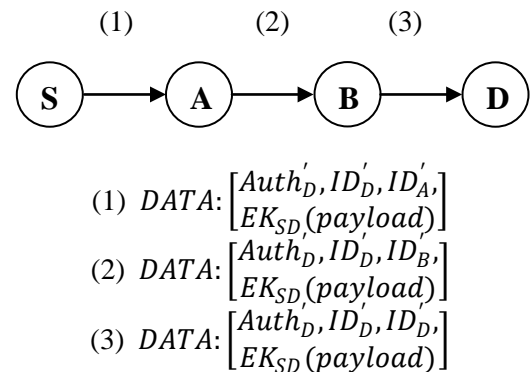 (1) (2) (3)
S A B D
(1) DATA: [Auth'_D, ID'_D, ID'_A,
EK_SD(payload)]
(2) DATA: [Auth'_D, ID'_D, ID'_B,
EK_SD(payload)]
(3) DATA: [Auth'_D, ID'_D, ID'_D,
EK_SD(payload)]